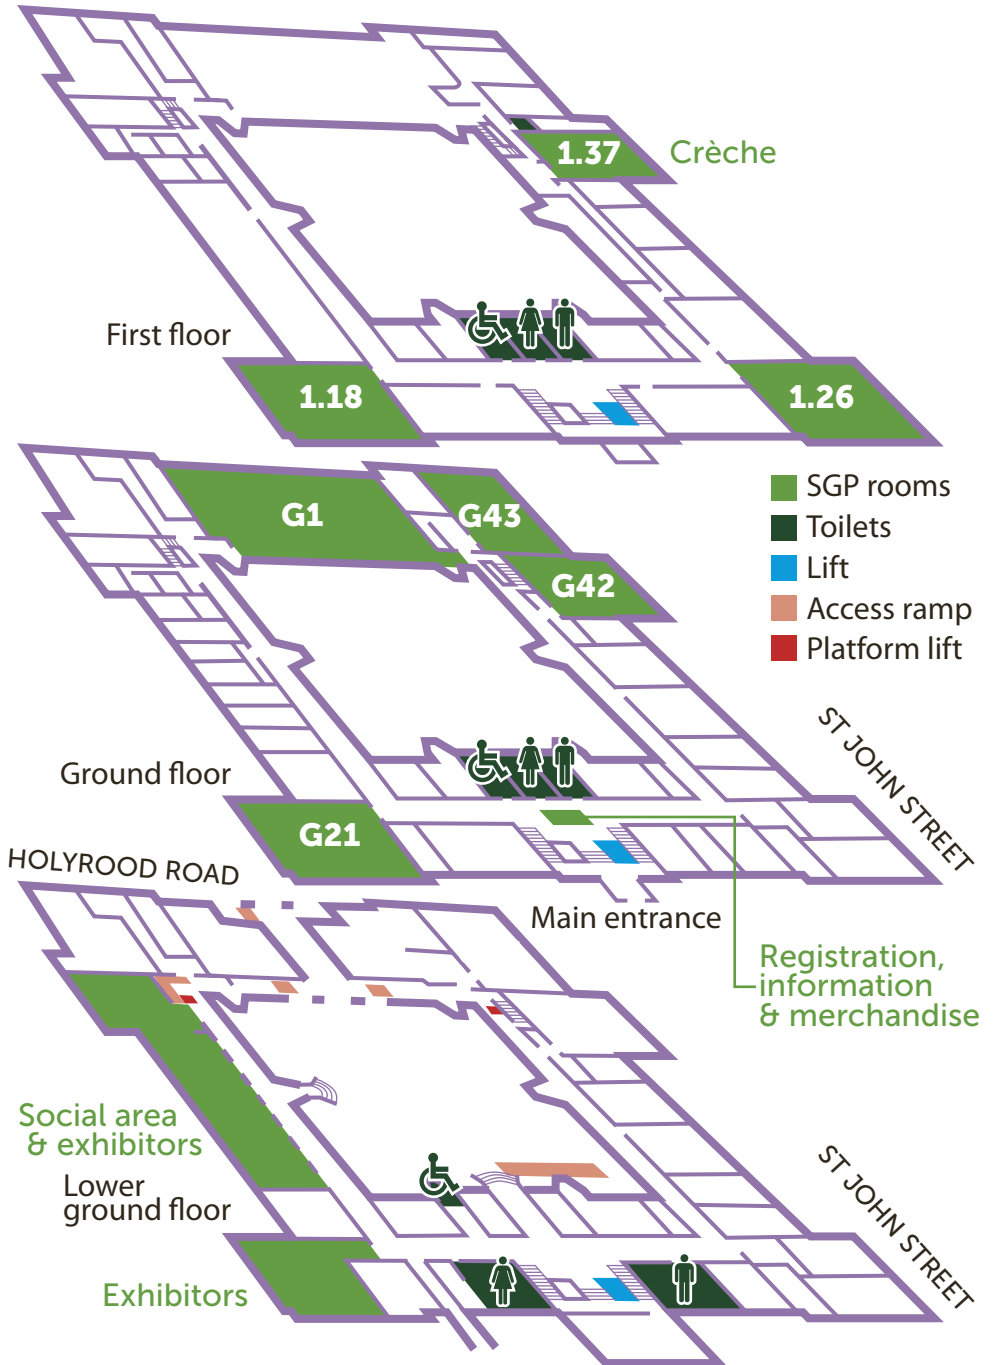 1.37
Crèche
First floor
1.18
1.26
G1
G43
G42
SGP rooms
Toilets
Lift
Access ramp
Platform lift
ST JOHN STREET
Ground floor
G21
HOLYROOD ROAD
Main entrance
Registration,
information
& merchandise
Social area
& exhibitors
Lower
ground floor
ST JOHN STREET
Exhibitors